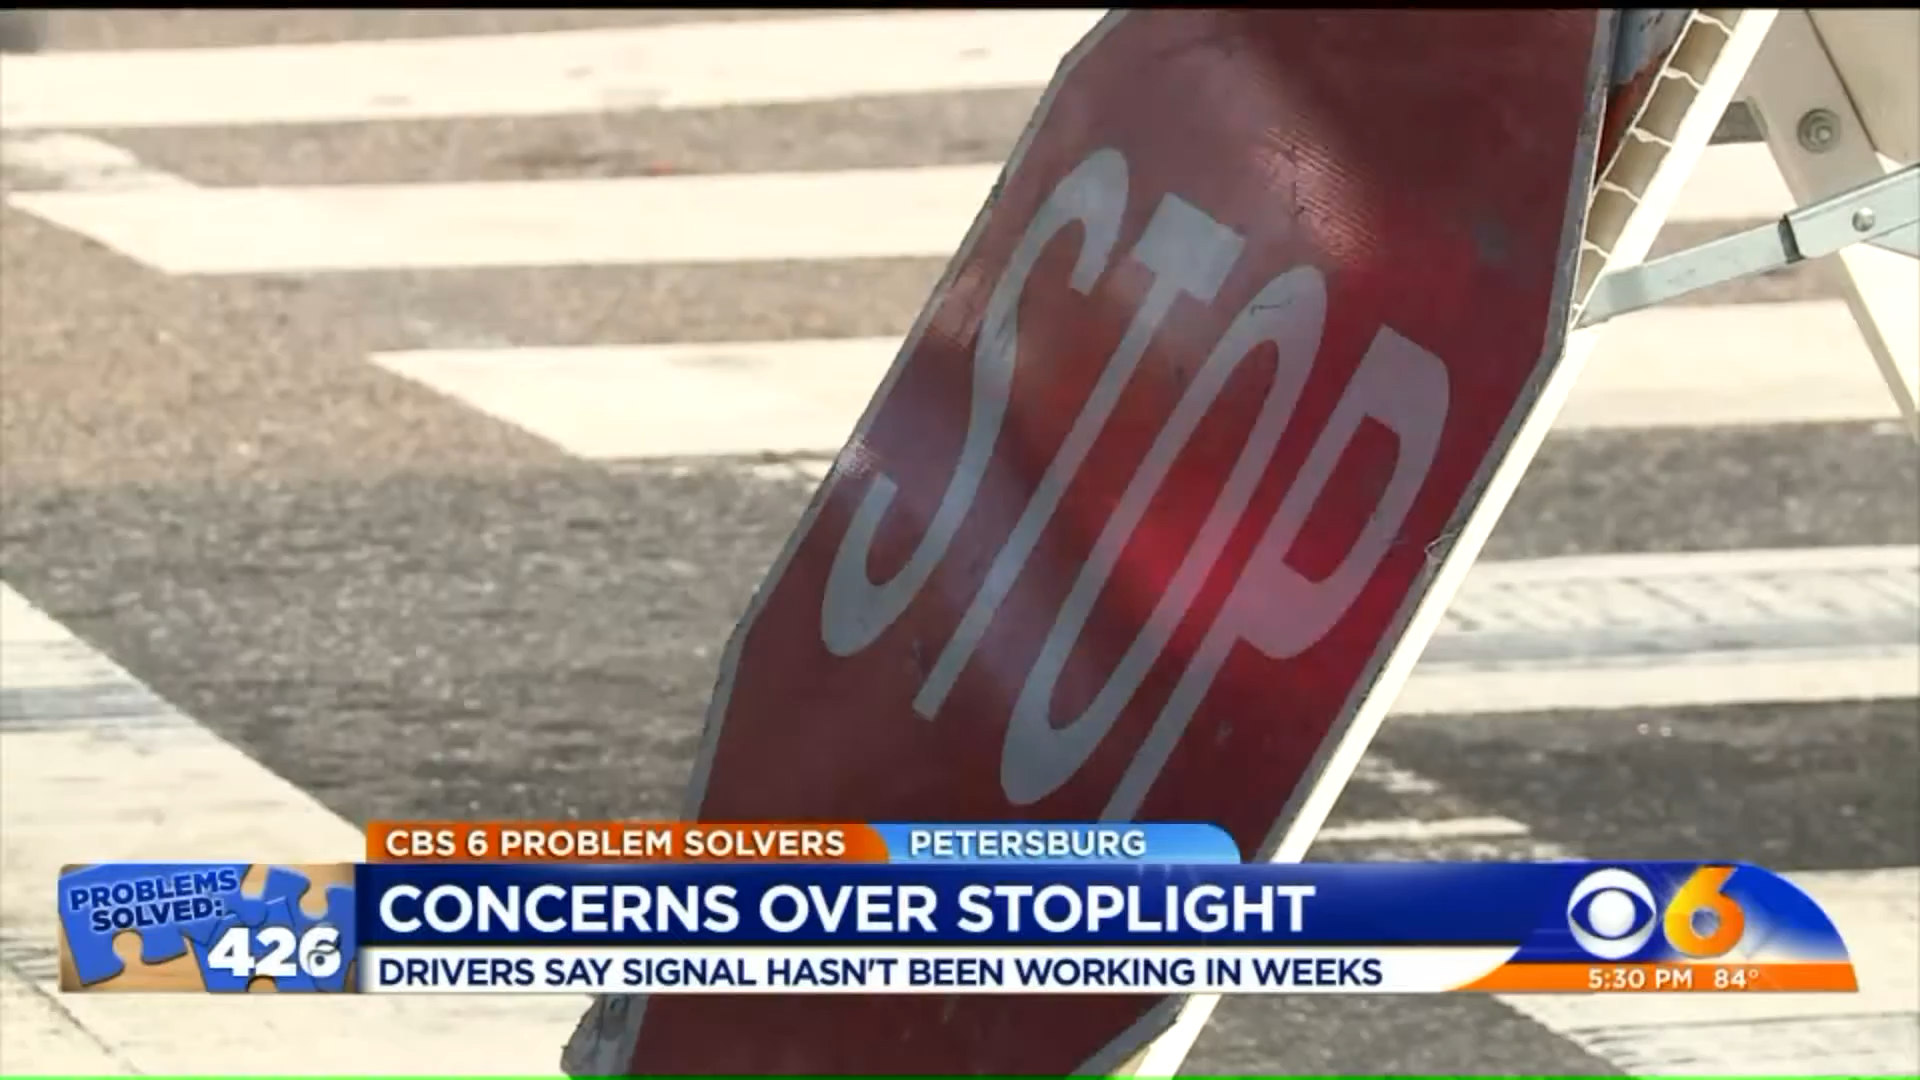 STOP
CBS 6 PROBLEM SOLVERS
PETERSBURG
PROBLEMS
SOLVED:
426
CONCERNS OVER STOPLIGHT
DRIVERS SAY SIGNAL HASN'T BEEN WORKING IN WEEKS
6
5:30 PM 84°